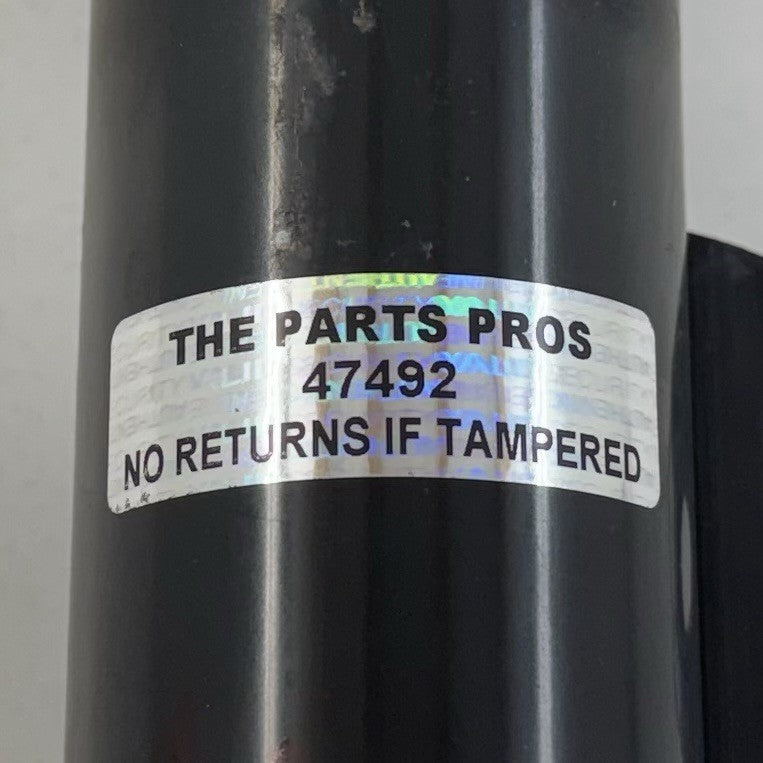 THE PARTS PROS
47492
NO RETURNS IF TAMPERED